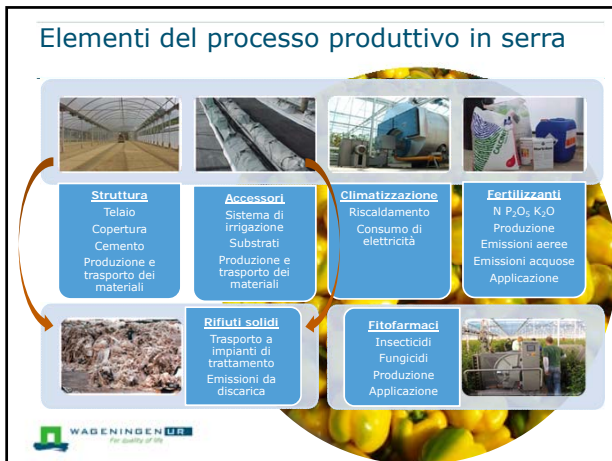 Elementi del processo produttivo in serra
Struttura
Telaio
Copertura
Cemento
Produzione e
trasporto dei
materiali
Accessori
Sistema di
irrigazione
Substrati
Produzione e
trasporto dei
materiali
Climatizzazione
Riscaldamento
Consumo di
elettricità
Fertilizzanti
N P₂O₅ K₂O
Produzione
Emissioni aeree
Emissioni acquose
Applicazione
Rifiuti solidi
Trasporto a
impianti di
trattamento
Emissioni da
discarica
Fitofarmaci
Insecticidi
Fungicidi
Produzione
Applicazione
WAGENINGEN UR
For quality of life